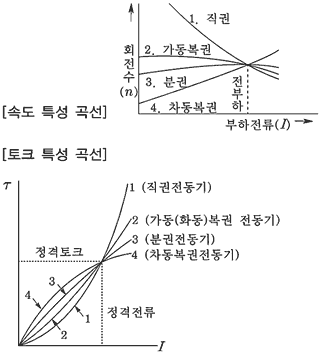 1. 직권
회전수(n)
2. 가동복권
3. 분권
4. 차동복권
전부하
부하전류(I)
[속도 특성 곡선]
[토크 특성 곡선]
τ
1 (직권전동기)
2 (가동(화동)복권 전동기)
3 (분권전동기)
4 (차동복권전동기)
정격토크
3
4
1
2
정격전류
I